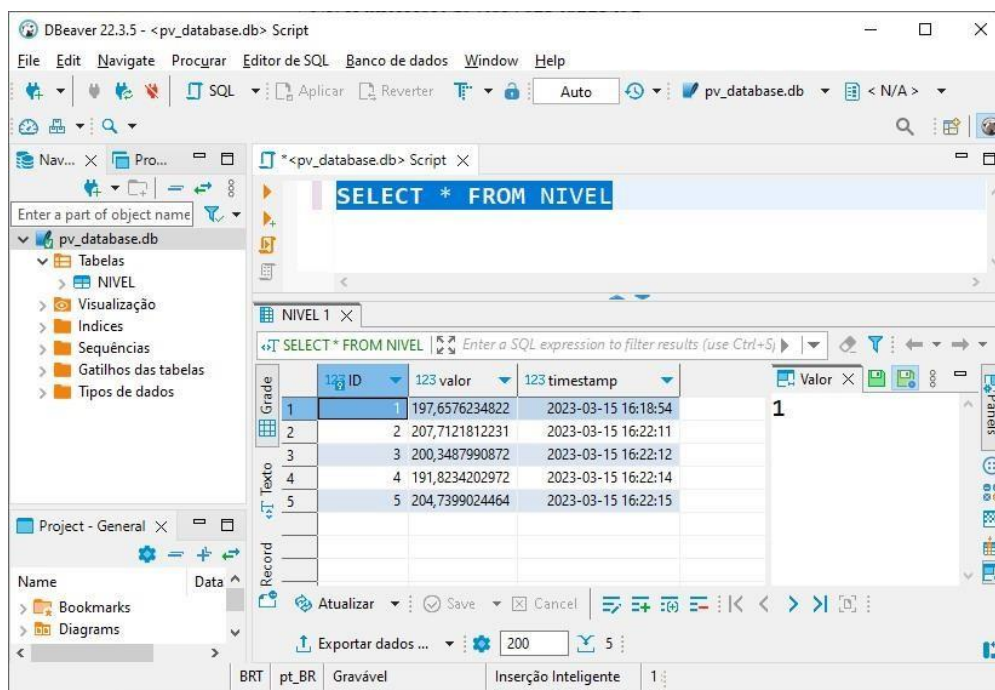 DBeaver 22.3.5 - <pv_database.db> Script
File Edit Navigate Procurar Editor de SQL Banco de dados Window Help
SQL Aplicar Reverter Auto pv_database.db < N/A >
Nav... Pro... *<pv_database.db> Script
SELECT * FROM NIVEL
Enter a part of object name
pv_database.db
Tabelas
NIVEL
Visualização
Indices
Sequências
Gatilhos das tabelas
Tipos de dados
NIVEL 1
SELECT * FROM NIVEL Enter a SQL expression to filter results (use Ctrl+S
Grade Texto Record
123 ID 123 valor 123 timestamp
1 1 197,6576234822 2023-03-15 16:18:54
2 2 207,7121812231 2023-03-15 16:22:11
3 3 200,3487990872 2023-03-15 16:22:12
4 4 191,8234202972 2023-03-15 16:22:14
5 5 204,7399024464 2023-03-15 16:22:15
Valor
1
Panels
Project - General
Name Data
Bookmarks
Diagrams
Atualizar Save Cancel
Exportar dados ... 200 5
BRT pt_BR Gravável Inserção Inteligente 1